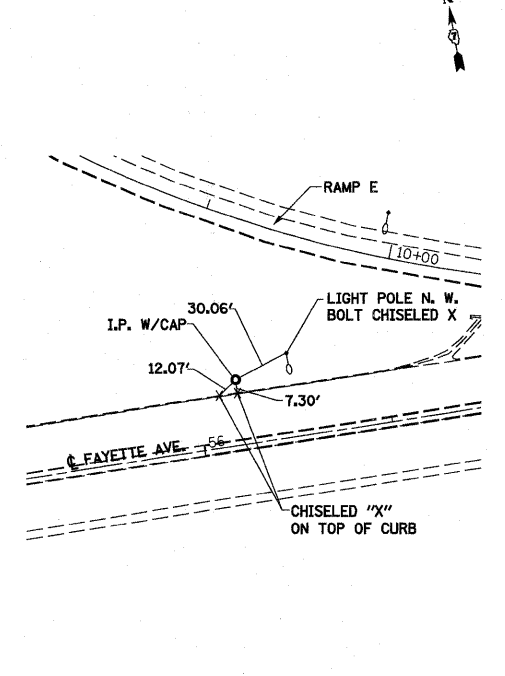 N
RAMP E
10+00
LIGHT POLE N. W.
BOLT CHISELED X
30.06'
I.P. W/CAP
12.07'
7.30'
℄ FAYETTE AVE.
56
CHISELED "X"
ON TOP OF CURB